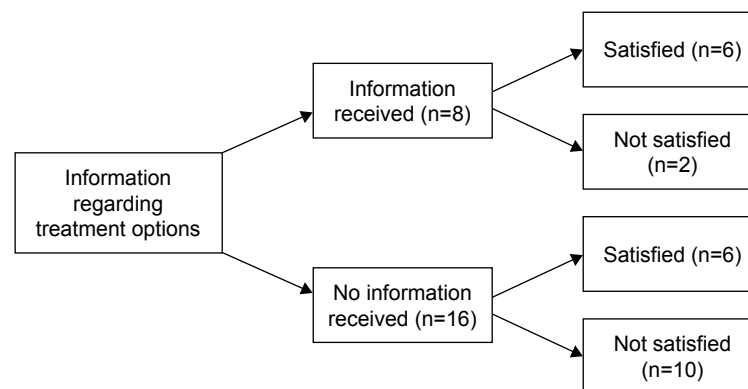 Information
regarding
treatment options
Information
received (n=8)
No information
received (n=16)
Satisfied (n=6)
Not satisfied
(n=2)
Satisfied (n=6)
Not satisfied
(n=10)